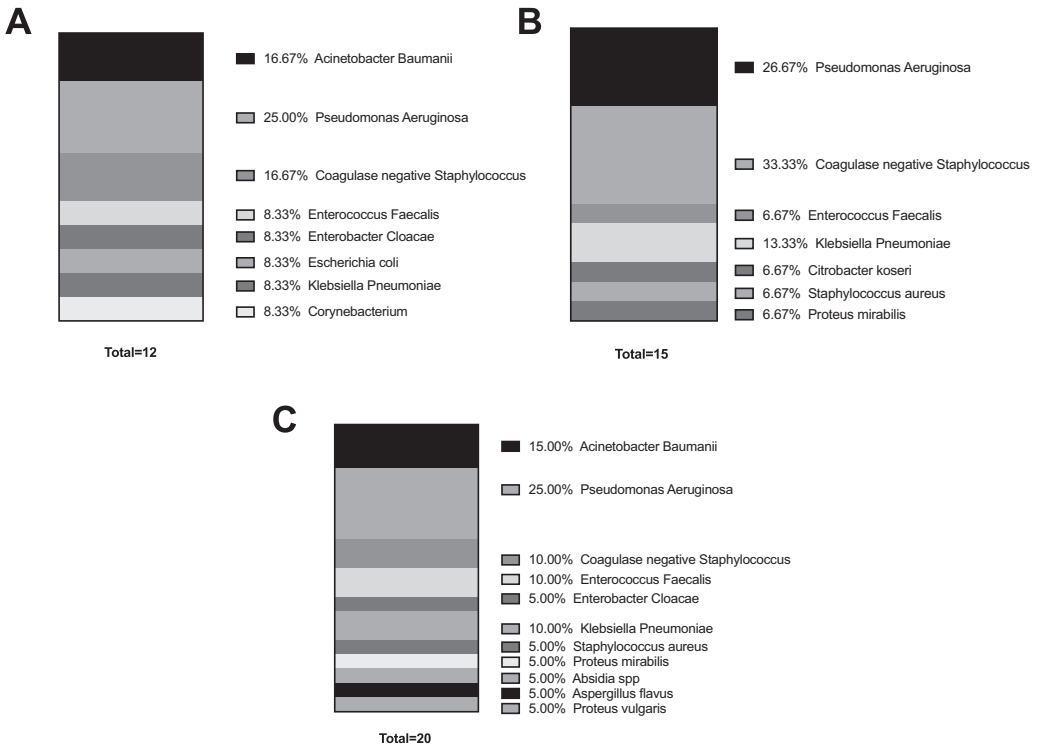 A
16.67% Acinetobacter Baumanii
25.00% Pseudomonas Aeruginosa
16.67% Coagulase negative Staphylococcus
8.33% Enterococcus Faecalis
8.33% Enterobacter Cloacae
8.33% Escherichia coli
8.33% Klebsiella Pneumoniae
8.33% Corynebacterium
Total=12
B
26.67% Pseudomonas Aeruginosa
33.33% Coagulase negative Staphylococcus
6.67% Enterococcus Faecalis
13.33% Klebsiella Pneumoniae
6.67% Citrobacter koseri
6.67% Staphylococcus aureus
6.67% Proteus mirabilis
Total=15
C
15.00% Acinetobacter Baumanii
25.00% Pseudomonas Aeruginosa
10.00% Coagulase negative Staphylococcus
10.00% Enterococcus Faecalis
5.00% Enterobacter Cloacae
10.00% Klebsiella Pneumoniae
5.00% Staphylococcus aureus
5.00% Proteus mirabilis
5.00% Absidia spp
5.00% Aspergillus flavus
5.00% Proteus vulgaris
Total=20